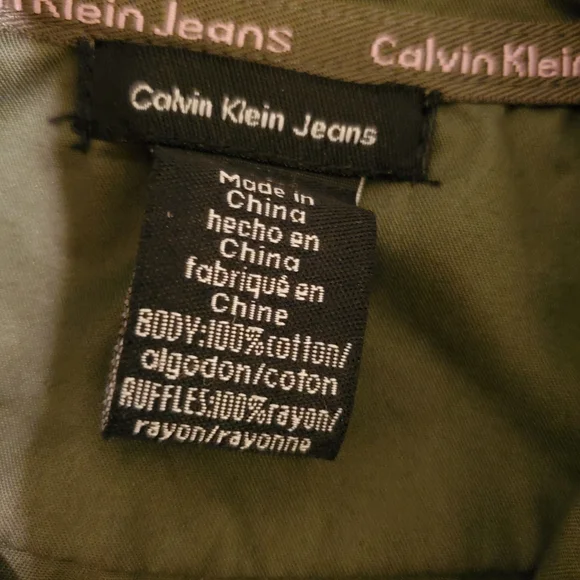 n Klein Jeans
Calvin Klein
Calvin Klein Jeans
Made in
China
hecho en
China
fabriqué en
Chine
BODY:100%cotton/
algodon/coton
RUFFLES:100%rayon/
rayon/rayonne